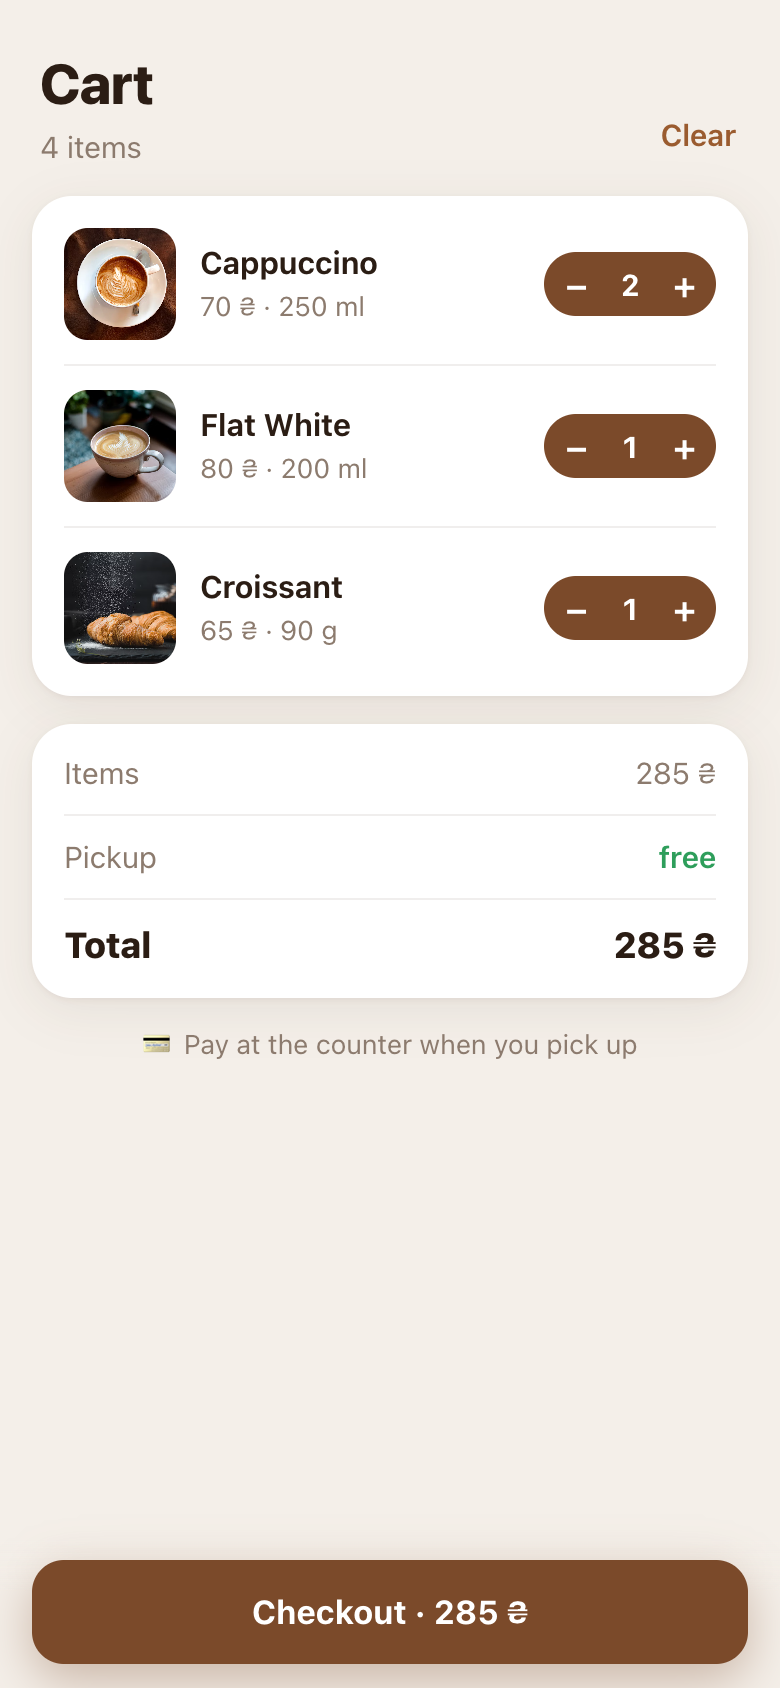 Cart
4 items
Clear
Cappuccino
70 ₴ · 250 ml
− 2 +
Flat White
80 ₴ · 200 ml
− 1 +
Croissant
65 ₴ · 90 g
− 1 +
Items 285 ₴
Pickup free
Total 285 ₴
💳 Pay at the counter when you pick up
Checkout · 285 ₴